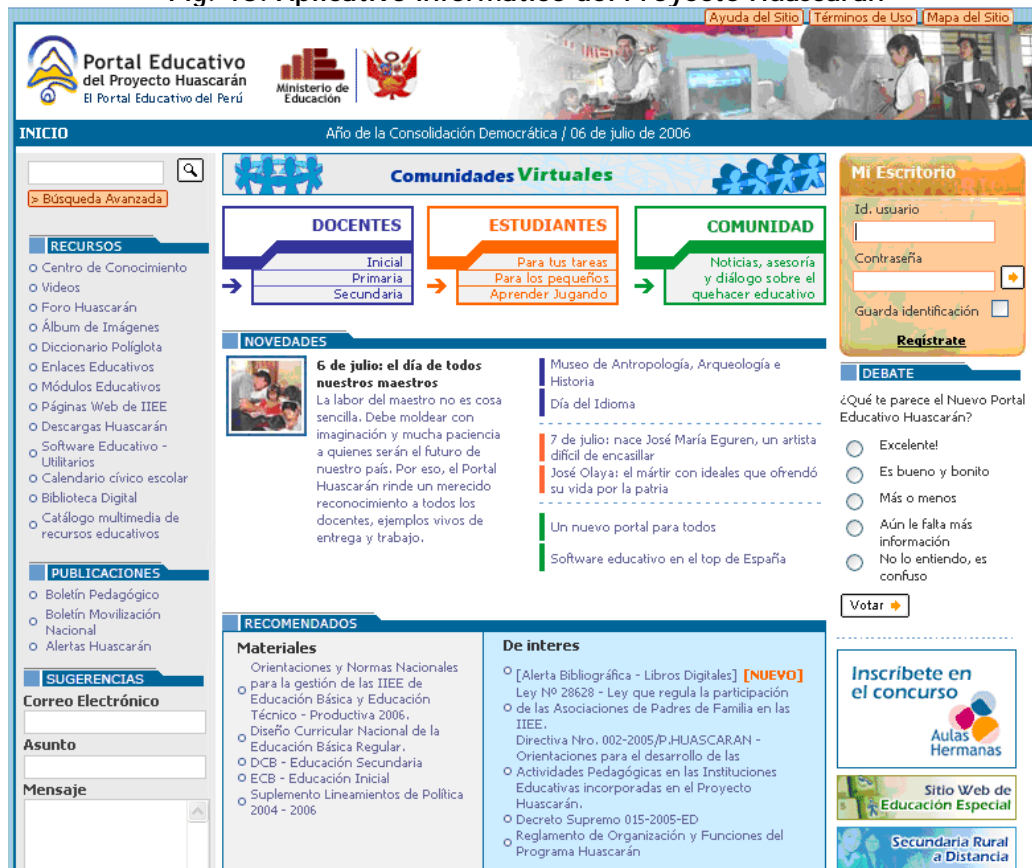 Fig. 18. Aplicativo informático del Proyecto Huascarán
Ayuda del Sitio
Términos de Uso
Mapa del Sitio
Portal Educativo
del Proyecto Huascarán
El Portal Educativo del Perú
Ministerio de
Educación
INICIO
Año de la Consolidación Democrática / 06 de julio de 2006
> Búsqueda Avanzada
RECURSOS
Centro de Conocimiento
Videos
Foro Huascarán
Álbum de Imágenes
Diccionario Políglota
Enlaces Educativos
Módulos Educativos
Páginas Web de IIEE
Descargas Huascarán
Software Educativo -
Utilitarios
Calendario cívico escolar
Biblioteca Digital
Catálogo multimedia de
recursos educativos
PUBLICACIONES
Boletín Pedagógico
Boletín Movilización
Nacional
Alertas Huascarán
SUGERENCIAS
Correo Electrónico
Asunto
Mensaje
Comunidades Virtuales
DOCENTES
Inicial
Primaria
Secundaria
ESTUDIANTES
Para tus tareas
Para los pequeños
Aprender Jugando
COMUNIDAD
Noticias, asesoría
y diálogo sobre el
quehacer educativo
NOVEDADES
6 de julio: el día de todos
nuestros maestros
La labor del maestro no es cosa
sencilla. Debe moldear con
imaginación y mucha paciencia
a quienes serán el futuro de
nuestro país. Por eso, el Portal
Huascarán rinde un merecido
reconocimiento a todos los
docentes, ejemplos vivos de
entrega y trabajo.
Museo de Antropología, Arqueología e
Historia
Día del Idioma
7 de julio: nace José María Eguren, un artista
difícil de encasillar
José Olaya: el mártir con ideales que ofrendó
su vida por la patria
Un nuevo portal para todos
Software educativo en el top de España
RECOMENDADOS
Materiales
Orientaciones y Normas Nacionales
para la gestión de las IIEE de
Educación Básica y Educación
Técnico - Productiva 2006.
Diseño Curricular Nacional de la
Educación Básica Regular.
DCB - Educación Secundaria
ECB - Educación Inicial
Suplemento Lineamientos de Política
2004 - 2006
De interes
[Alerta Bibliográfica - Libros Digitales] [NUEVO]
Ley Nº 28628 - Ley que regula la participación
de las Asociaciones de Padres de Familia en las
IIEE.
Directiva Nro. 002-2005/P.HUASCARAN -
Orientaciones para el desarrollo de las
Actividades Pedagógicas en las Instituciones
Educativas incorporadas en el Proyecto
Huascarán.
Decreto Supremo 015-2005-ED
Reglamento de Organización y Funciones del
Programa Huascarán
Mi Escritorio
Id. usuario
Contraseña
Guarda identificación
Regístrate
DEBATE
¿Qué te parece el Nuevo Portal
Educativo Huascarán?
Excelente!
Es bueno y bonito
Más o menos
Aún le falta más
información
No lo entiendo, es
confuso
Votar
Inscríbete en
el concurso
Aulas
Hermanas
Sitio Web de
Educación Especial
Secundaria Rural
a Distancia